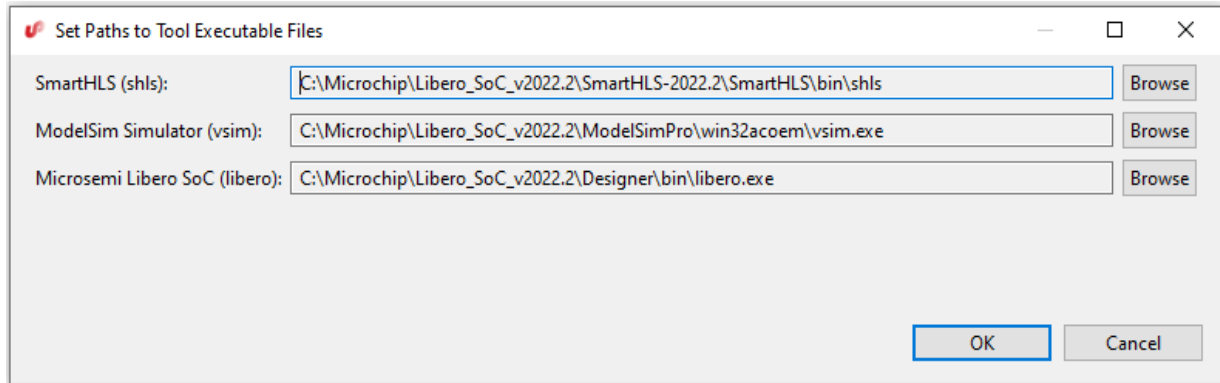 Set Paths to Tool Executable Files
SmartHLS (shls): C:\Microchip\Libero_SoC_v2022.2\SmartHLS-2022.2\SmartHLS\bin\shls Browse
ModelSim Simulator (vsim): C:\Microchip\Libero_SoC_v2022.2\ModelSimPro\win32acoem\vsim.exe Browse
Microsemi Libero SoC (libero): C:\Microchip\Libero_SoC_v2022.2\Designer\bin\libero.exe Browse
OK Cancel